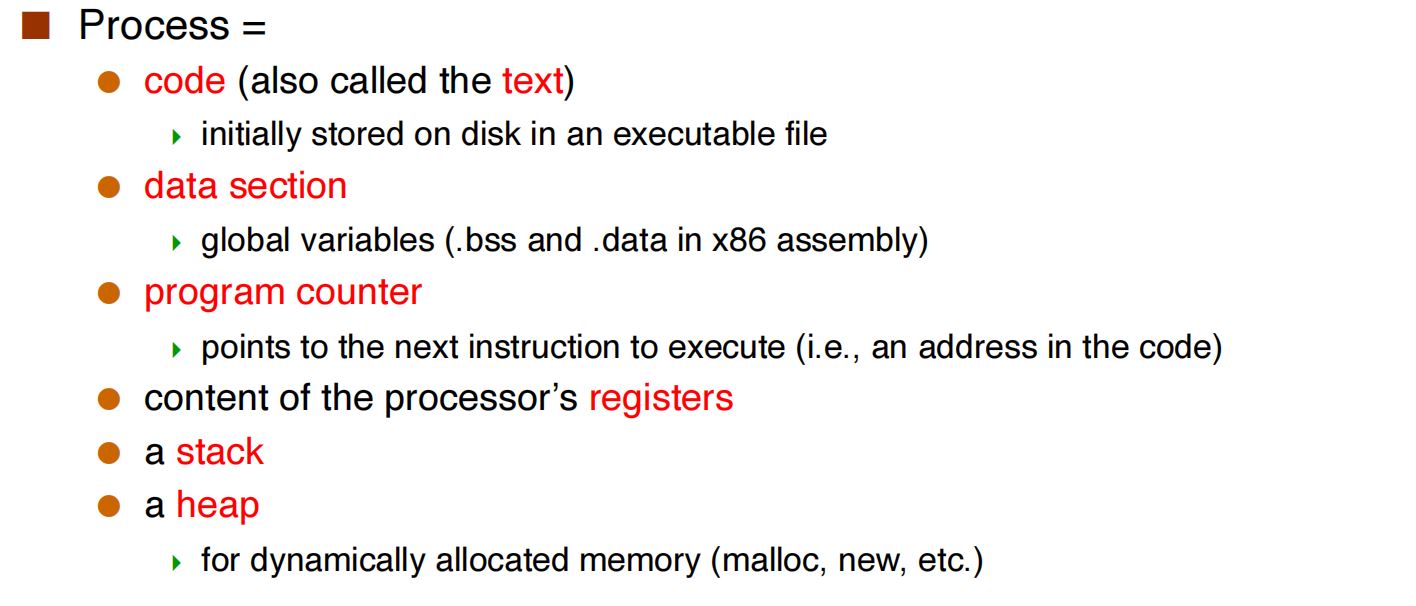 Process =
code (also called the text)
initially stored on disk in an executable file
data section
global variables (.bss and .data in x86 assembly)
program counter
points to the next instruction to execute (i.e., an address in the code)
content of the processor’s registers
a stack
a heap
for dynamically allocated memory (malloc, new, etc.)